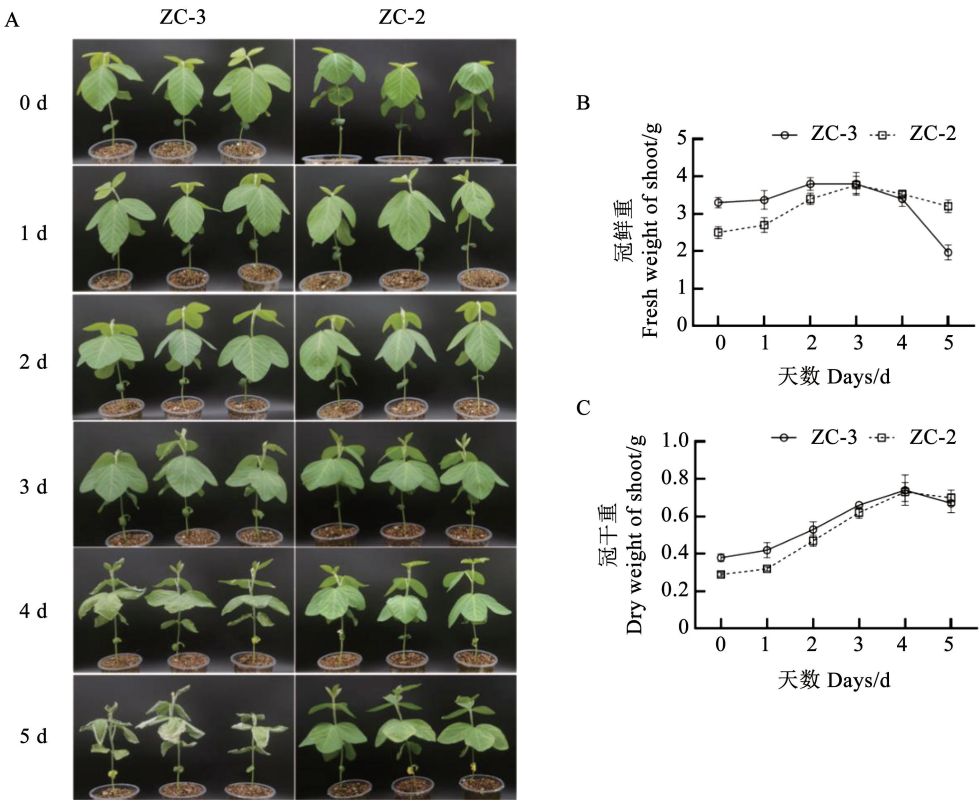 A
ZC-3
ZC-2
0 d
1 d
2 d
3 d
4 d
5 d
B
ZC-3
ZC-2
冠鲜重
Fresh weight of shoot/g
5
4
3
2
1
0
0 1 2 3 4 5
天数 Days/d
C
ZC-3
ZC-2
冠干重
Dry weight of shoot/g
1.0
0.8
0.6
0.4
0.2
0
0 1 2 3 4 5
天数 Days/d